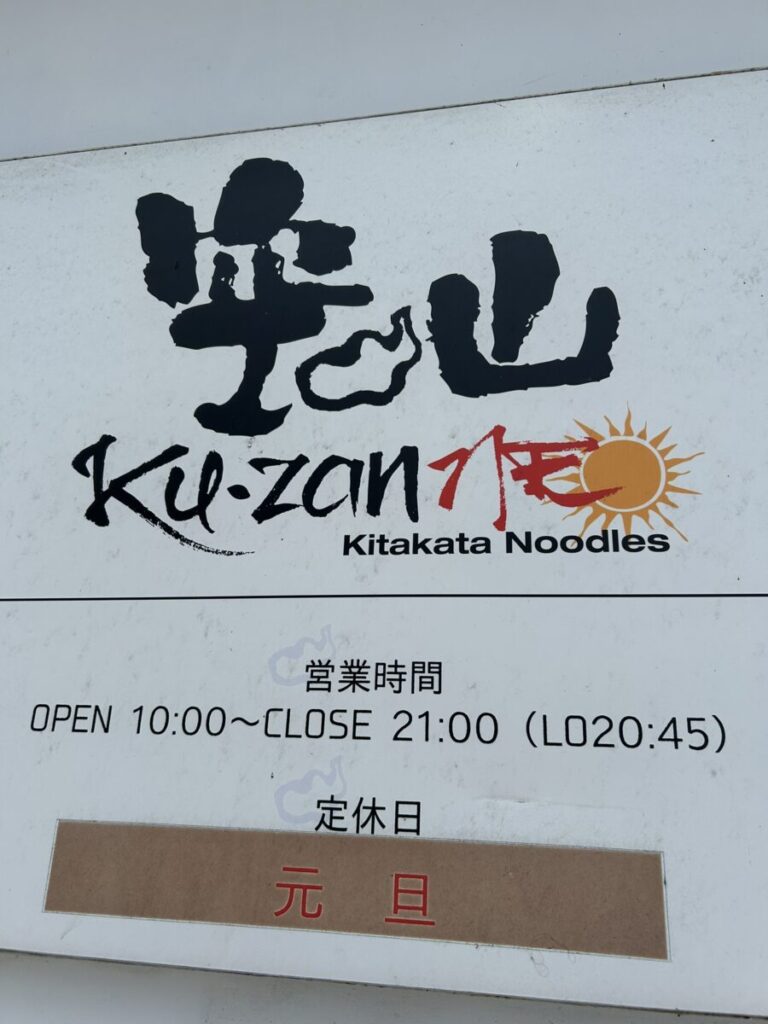 山
Ku-zan NEO
Kitakata Noodles
営業時間
OPEN 10:00～CLOSE 21:00 (LO20:45)
定休日
元旦